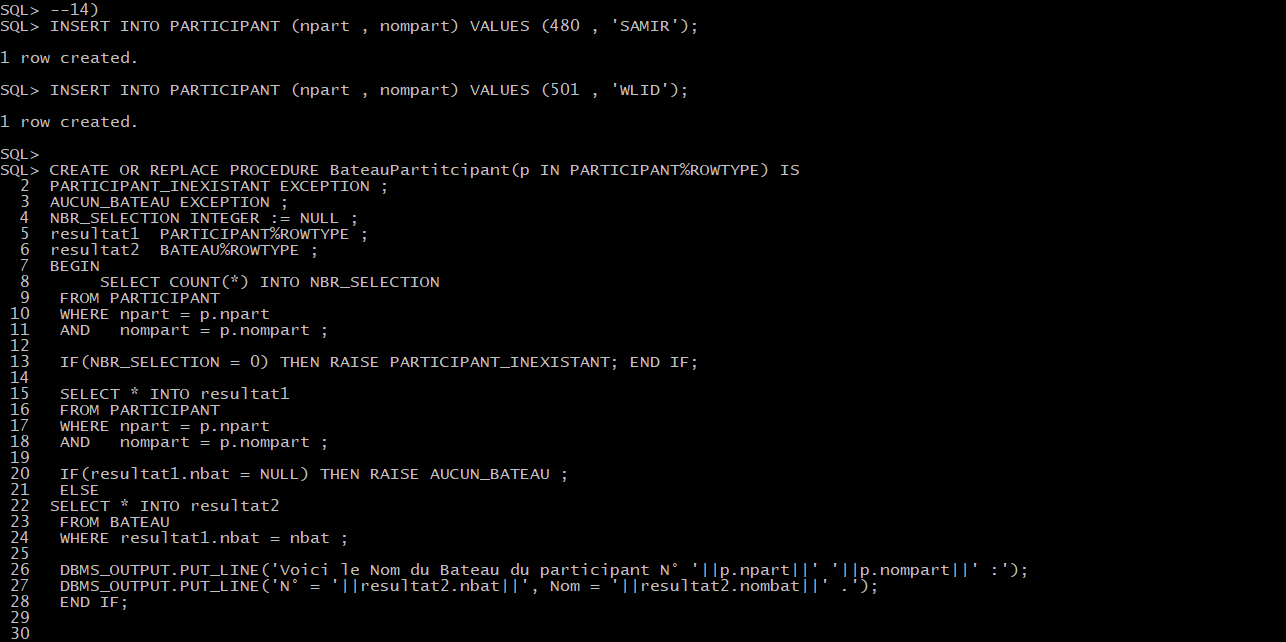 SQL> --14)
SQL> INSERT INTO PARTICIPANT (npart , nompart) VALUES (480 , 'SAMIR');
1 row created.
SQL> INSERT INTO PARTICIPANT (npart , nompart) VALUES (501 , 'WLID');
1 row created.
SQL>
SQL> CREATE OR REPLACE PROCEDURE BateauPartitcipant(p IN PARTICIPANT%ROWTYPE) IS
2 PARTICIPANT_INEXISTANT EXCEPTION ;
3 AUCUN_BATEAU EXCEPTION ;
4 NBR_SELECTION INTEGER := NULL ;
5 resultat1 PARTICIPANT%ROWTYPE ;
6 resultat2 BATEAU%ROWTYPE ;
7 BEGIN
8 SELECT COUNT(*) INTO NBR_SELECTION
9 FROM PARTICIPANT
10 WHERE npart = p.npart
11 AND nompart = p.nompart ;
12
13 IF(NBR_SELECTION = 0) THEN RAISE PARTICIPANT_INEXISTANT; END IF;
14
15 SELECT * INTO resultat1
16 FROM PARTICIPANT
17 WHERE npart = p.npart
18 AND nompart = p.nompart ;
19
20 IF(resultat1.nbat = NULL) THEN RAISE AUCUN_BATEAU ;
21 ELSE
22 SELECT * INTO resultat2
23 FROM BATEAU
24 WHERE resultat1.nbat = nbat ;
25
26 DBMS_OUTPUT.PUT_LINE('Voici le Nom du Bateau du participant N° '||p.npart||' '||p.nompart||' :');
27 DBMS_OUTPUT.PUT_LINE('N° = '||resultat2.nbat||', Nom = '||resultat2.nombat||' .');
28 END IF;
29
30